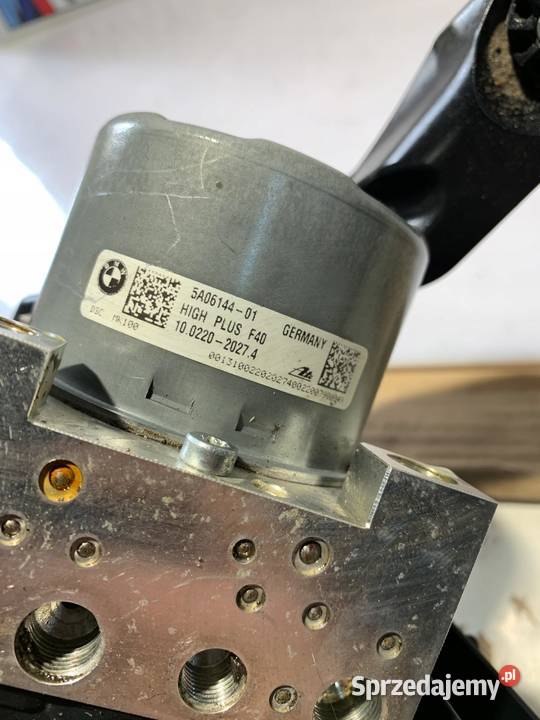 5A06144-01
HIGH PLUS F40
10.0220-2027.4
GERMANY
DSC MK100
Sprzedajemy.pl